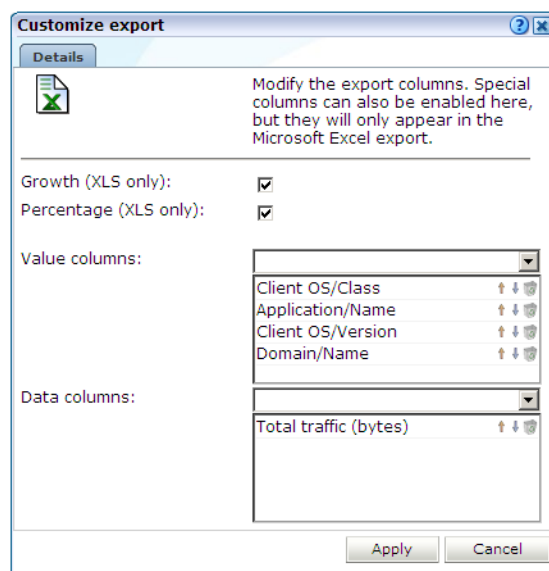 Customize export
Details
Modify the export columns. Special
columns can also be enabled here,
but they will only appear in the
Microsoft Excel export.
Growth (XLS only):
Percentage (XLS only):
Value columns:
Client OS/Class
Application/Name
Client OS/Version
Domain/Name
Data columns:
Total traffic (bytes)
Apply Cancel